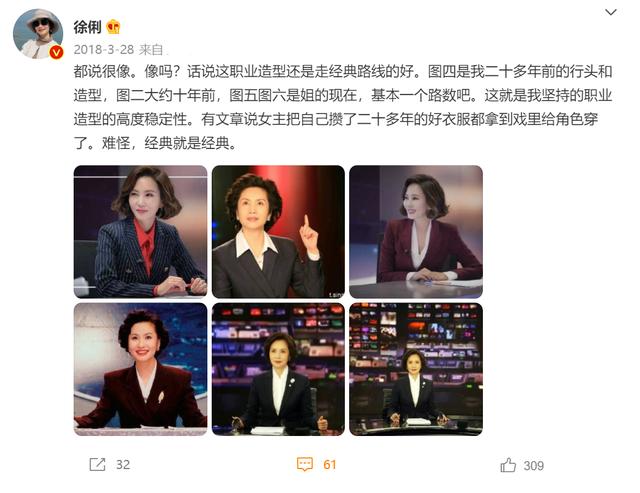 徐俐
2018-3-28 来自
都说很像。像吗？话说这职业造型还是走经典路线的好。图四是我二十多年前的行头和
造型，图二大约十年前，图五图六是姐的现在，基本一个路数吧。这就是我坚持的职业
造型的高度稳定性。有文章说女主把自己攒了二十多年的好衣服都拿到戏里给角色穿
了。难怪，经典就是经典。
32
61
309